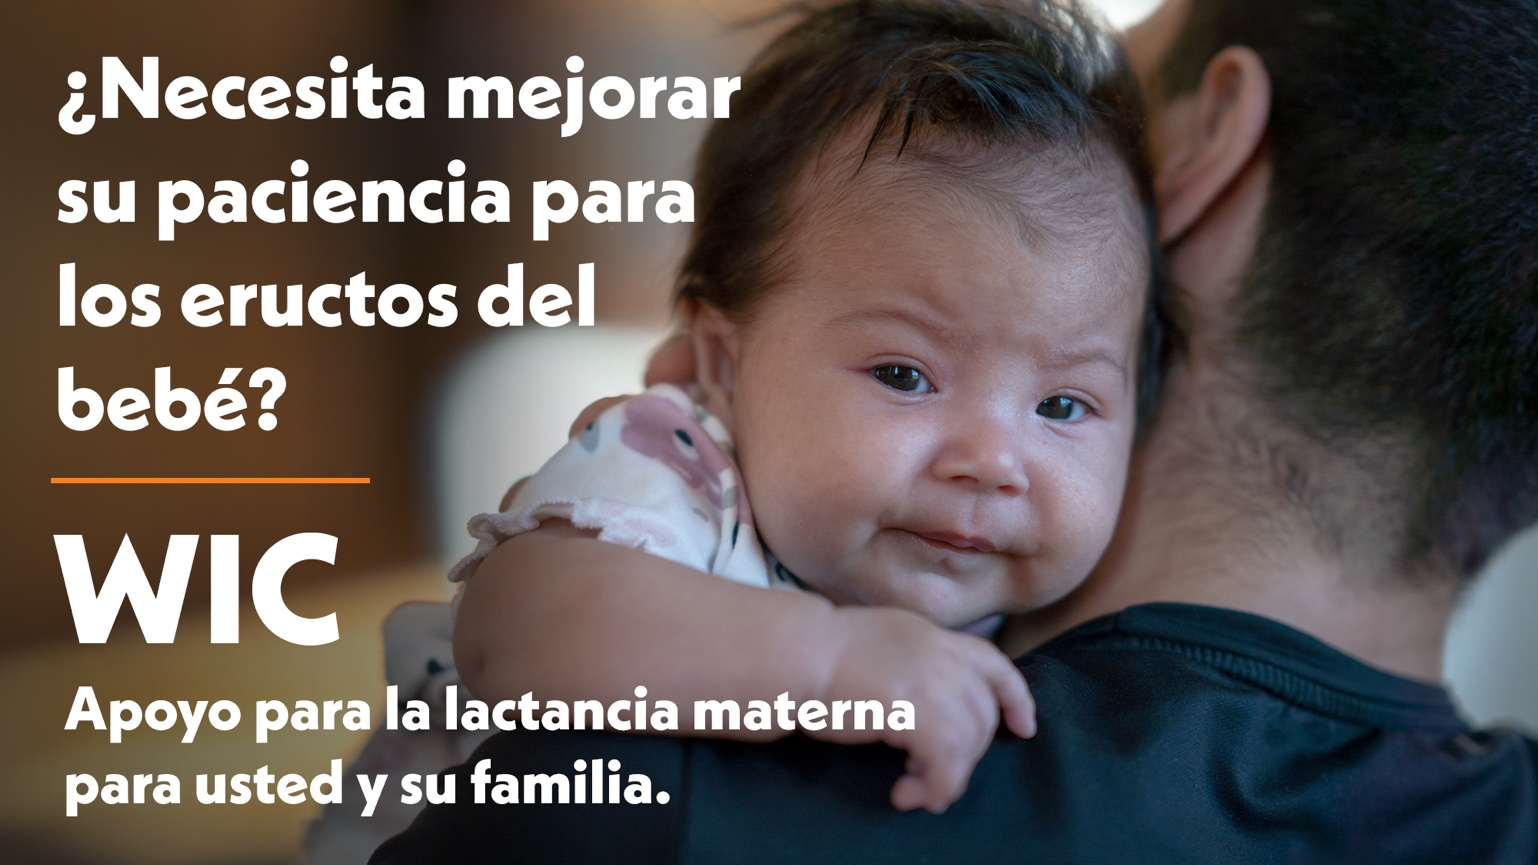 ¿Necesita mejorar
su paciencia para
los eructos del
bebé?
WIC
Apoyo para la lactancia materna
para usted y su familia.